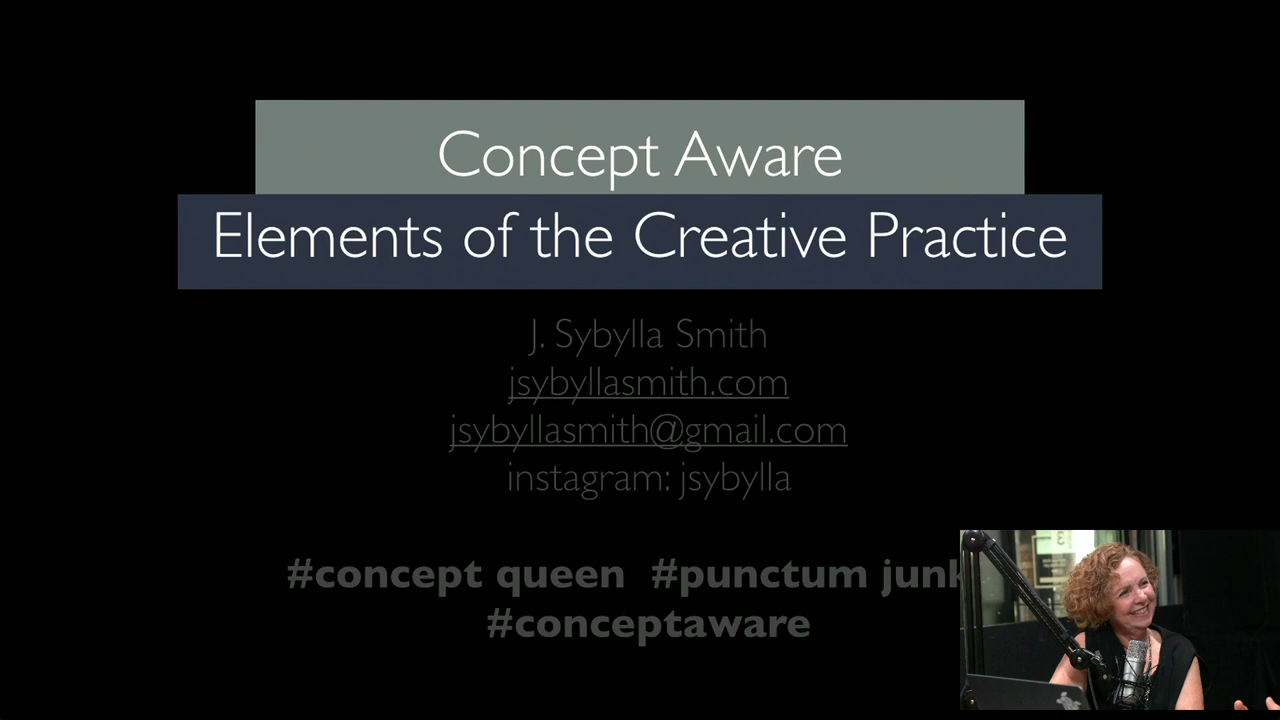 Concept Aware
Elements of the Creative Practice
J. Sybylla Smith
jsybyllasmith.com
jsybyllasmith@gmail.com
instagram: jsybylla
#concept queen #punctum junk
#conceptaware